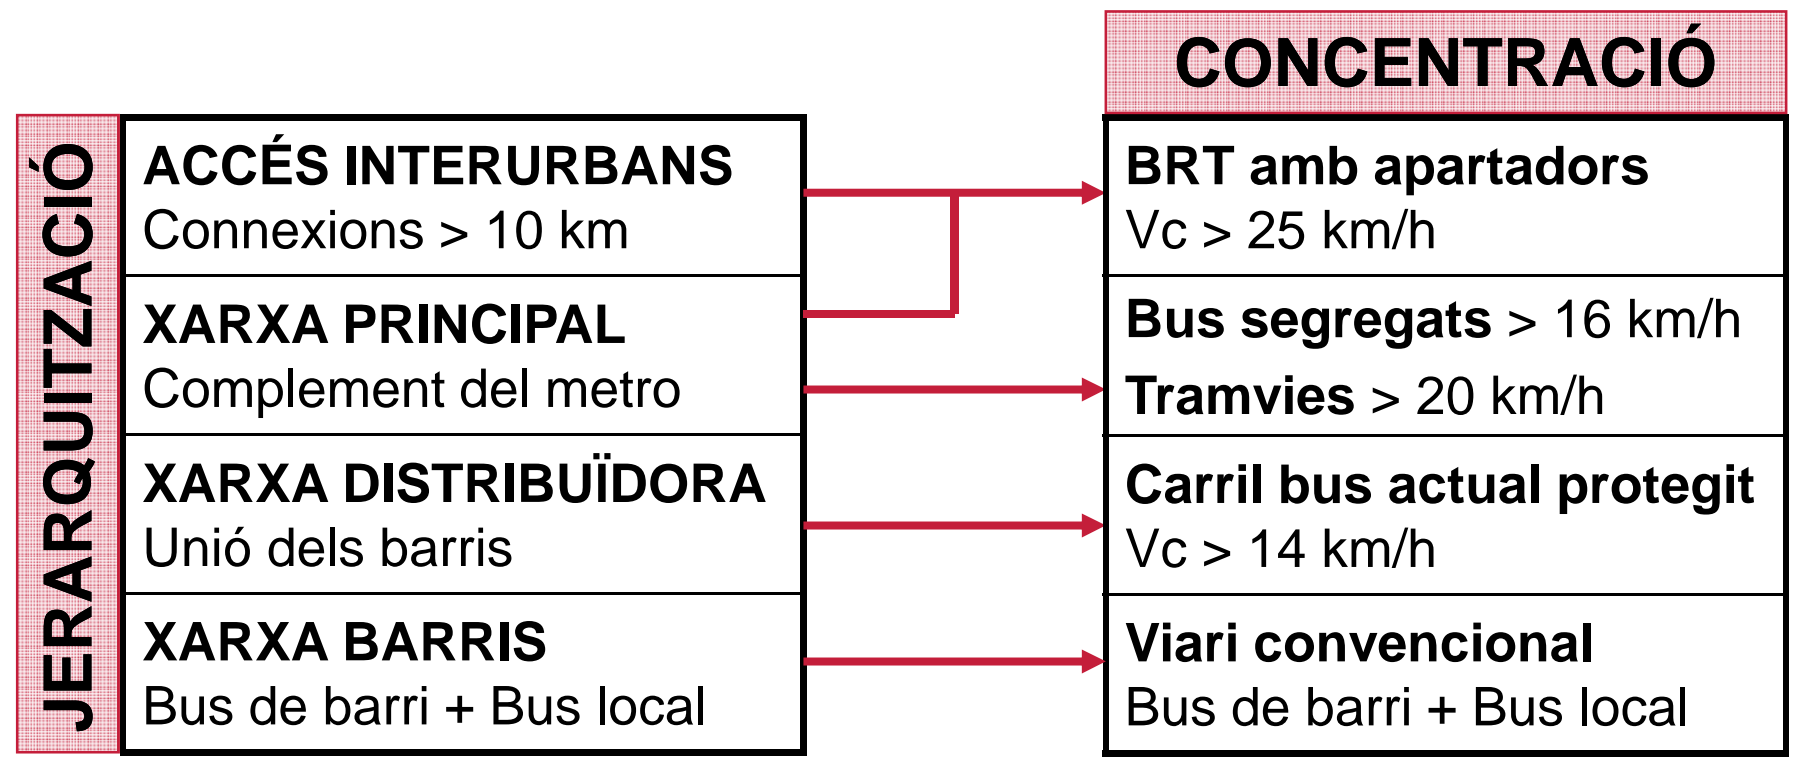 CONCENTRACIÓ
JERARQUITZACIÓ
ACCÉS INTERURBANS
Connexions > 10 km
XARXA PRINCIPAL
Complement del metro
XARXA DISTRIBUÏDORA
Unió dels barris
XARXA BARRIS
Bus de barri + Bus local
BRT amb apartadors
Vc > 25 km/h
Bus segregats > 16 km/h
Tramvies > 20 km/h
Carril bus actual protegit
Vc > 14 km/h
Viari convencional
Bus de barri + Bus local